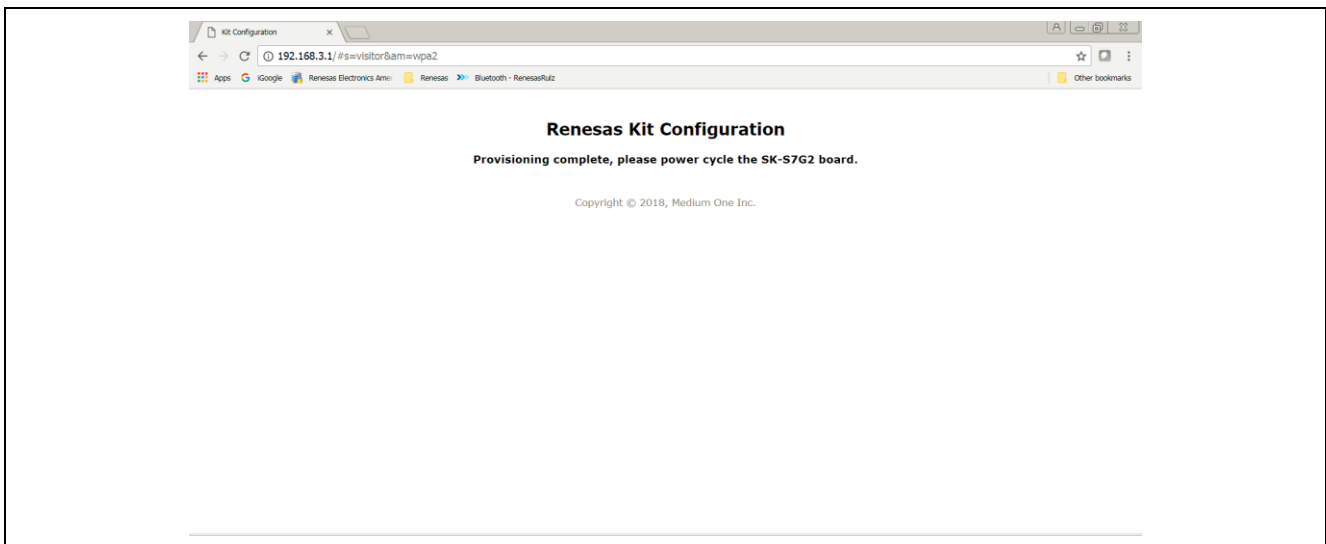 Kit Configuration
192.168.3.1/#s=visitor&am=wpa2
Apps iGoogle Renesas Electronics Amer Renesas Bluetooth - RenesasRulz Other bookmarks
Renesas Kit Configuration
Provisioning complete, please power cycle the SK-S7G2 board.
Copyright © 2018, Medium One Inc.